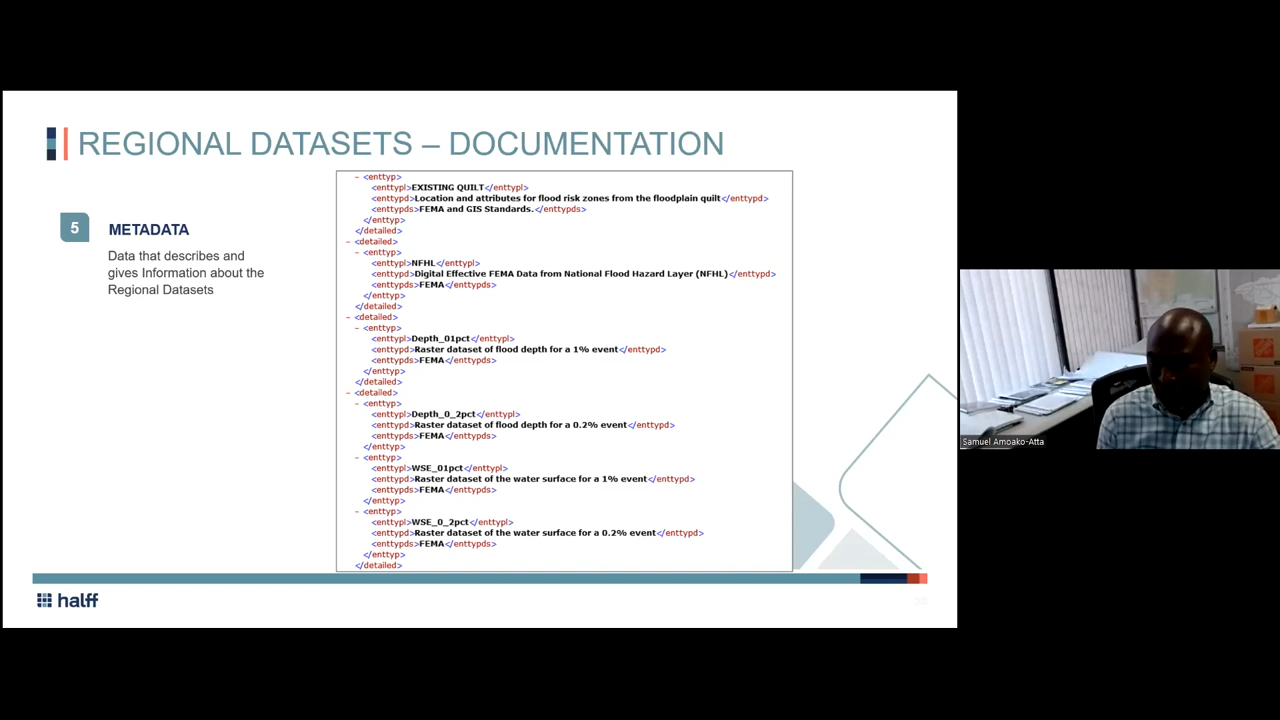 REGIONAL DATASETS – DOCUMENTATION
5
METADATA
Data that describes and
gives Information about the
Regional Datasets
- <enttyp>
<enttypl>EXISTING QUILT</enttypl>
<enttypd>Location and attributes for flood risk zones from the floodplain quilt</enttypd>
<enttypds>FEMA and GIS Standards.</enttypds>
</enttyp>
</detailed>
- <detailed>
- <enttyp>
<enttypl>NFHL</enttypl>
<enttypd>Digital Effective FEMA Data from National Flood Hazard Layer (NFHL)</enttypd>
<enttypds>FEMA</enttypds>
</enttyp>
</detailed>
- <detailed>
- <enttyp>
<enttypl>Depth_01pct</enttypl>
<enttypd>Raster dataset of flood depth for a 1% event</enttypd>
<enttypds>FEMA</enttypds>
</enttyp>
</detailed>
- <detailed>
- <enttyp>
<enttypl>Depth_0_2pct</enttypl>
<enttypd>Raster dataset of flood depth for a 0.2% event</enttypd>
<enttypds>FEMA</enttypds>
</enttyp>
- <enttyp>
<enttypl>WSE_01pct</enttypl>
<enttypd>Raster dataset of the water surface for a 1% event</enttypd>
<enttypds>FEMA</enttypds>
</enttyp>
- <enttyp>
<enttypl>WSE_0_2pct</enttypl>
<enttypd>Raster dataset of the water surface for a 0.2% event</enttypd>
<enttypds>FEMA</enttypds>
</enttyp>
</detailed>
halff
Samuel Amoako-Atta